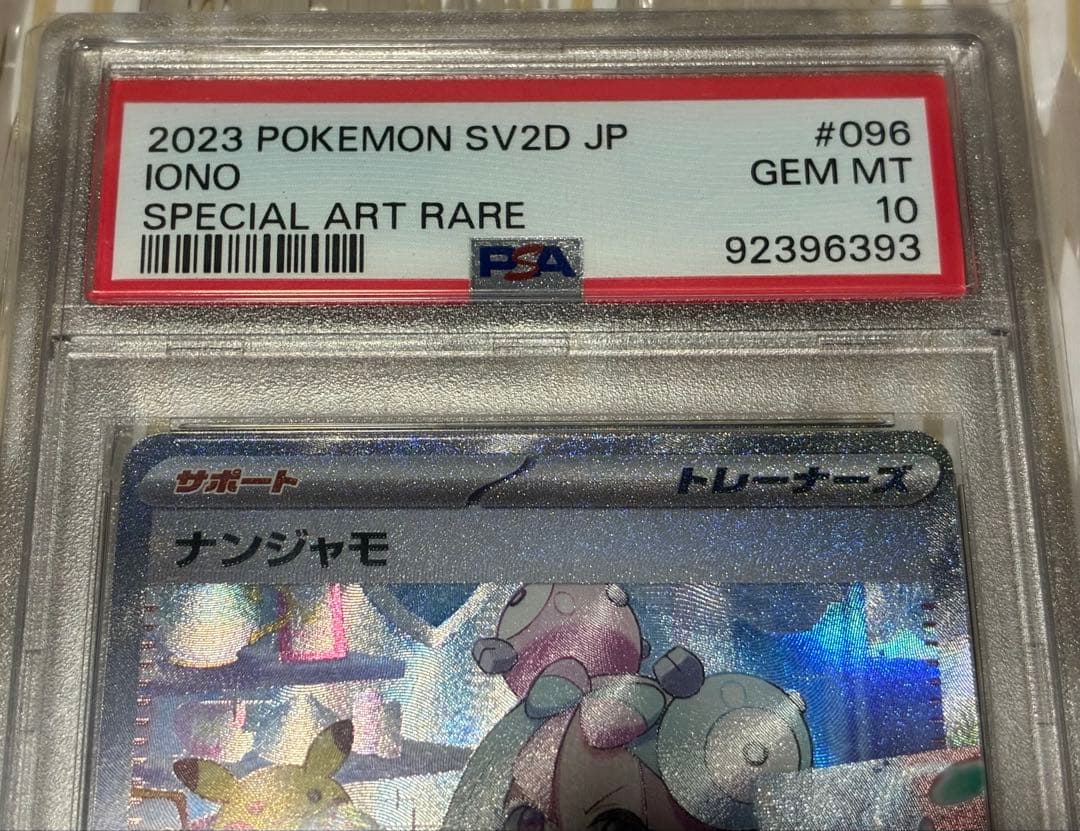 2023 POKEMON SV2D JP #096
IONO GEM MT
SPECIAL ART RARE 10
PSA 92396393
サポート トレーナーズ
ナンジャモ